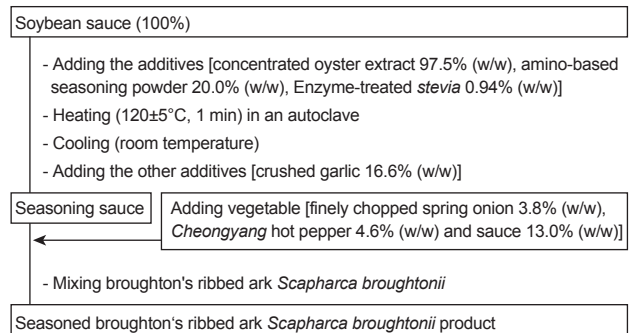 Soybean sauce (100%)
- Adding the additives [concentrated oyster extract 97.5% (w/w), amino-based
seasoning powder 20.0% (w/w), Enzyme-treated stevia 0.94% (w/w)]
- Heating (120±5°C, 1 min) in an autoclave
- Cooling (room temperature)
- Adding the other additives [crushed garlic 16.6% (w/w)]
Seasoning sauce
Adding vegetable [finely chopped spring onion 3.8% (w/w),
Cheongyang hot pepper 4.6% (w/w) and sauce 13.0% (w/w)]
- Mixing broughton's ribbed ark Scapharca broughtonii
Seasoned broughton‘s ribbed ark Scapharca broughtonii product